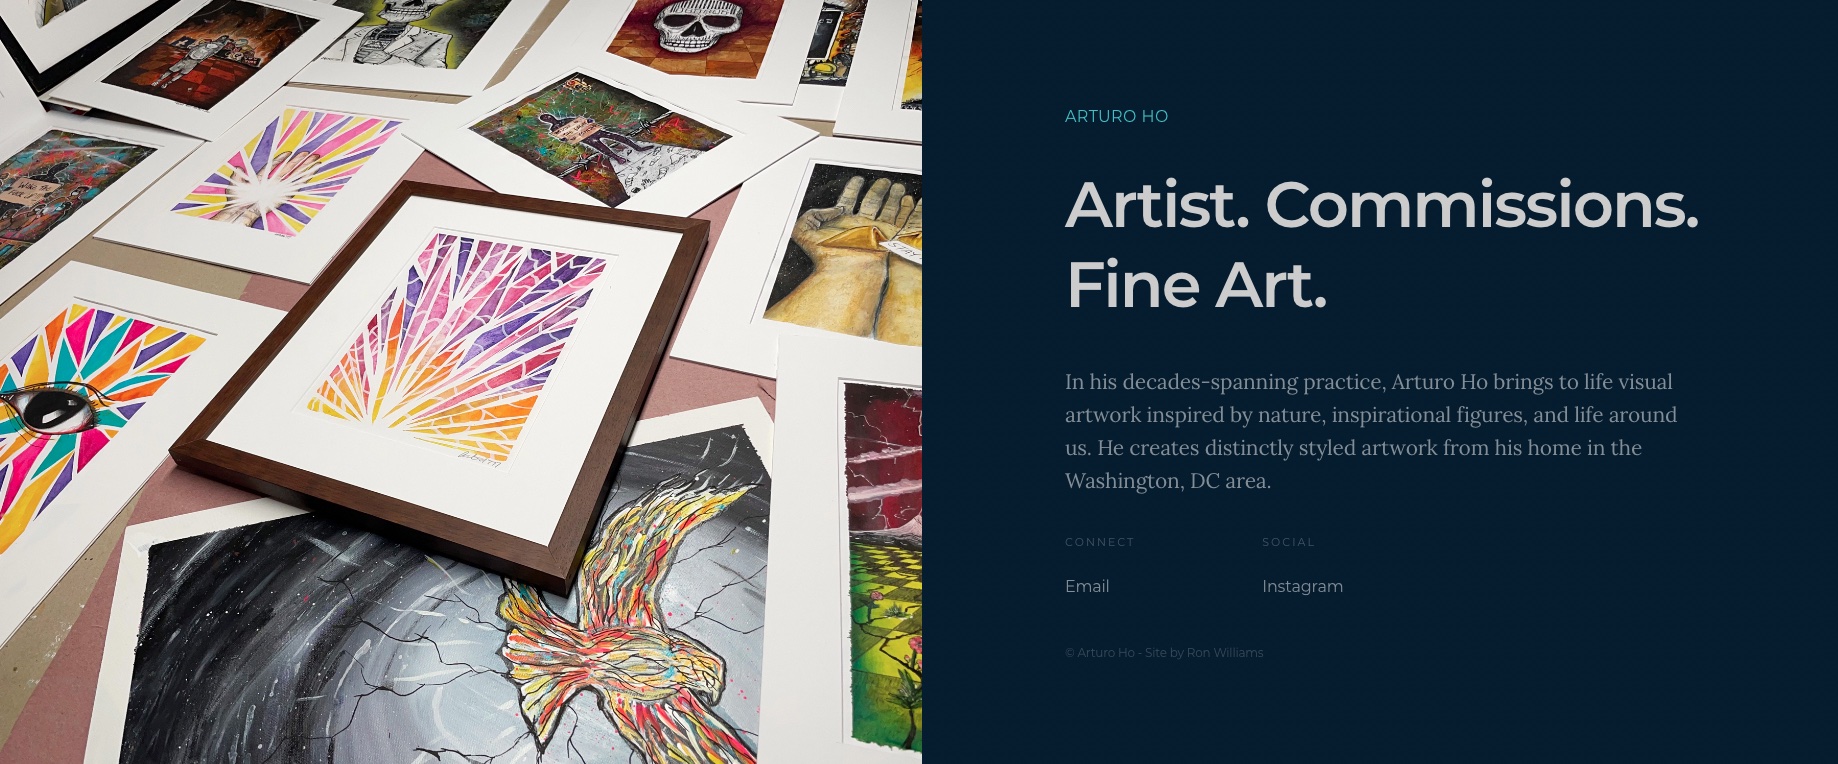 STAY
ARTURO HO
Artist. Commissions.
Fine Art.
In his decades-spanning practice, Arturo Ho brings to life visual
artwork inspired by nature, inspirational figures, and life around
us. He creates distinctly styled artwork from his home in the
Washington, DC area.
CONNECT
SOCIAL
Email
Instagram
© Arturo Ho - Site by Ron Williams